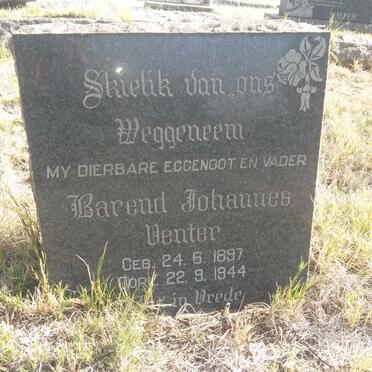 Skielik van ons
Weggeneem
MY DIERBARE EGGENOOT EN VADER
Barend Johannes
Venter
GEB. 24.6.1897
OORL. 22.9.1944
in Vrede